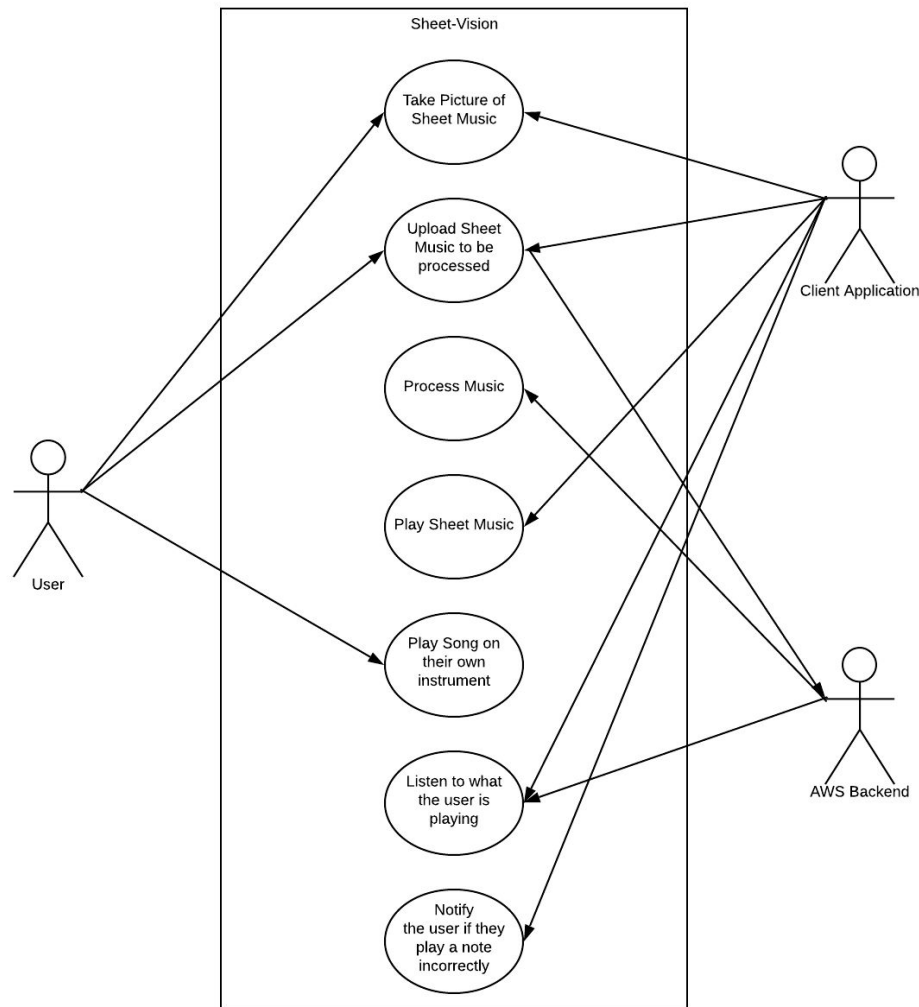 Sheet-Vision
Take Picture of
Sheet Music
Upload Sheet
Music to be
processed
Client Application
Process Music
Play Sheet Music
User
Play Song on
their own
instrument
Listen to what
the user is
playing
AWS Backend
Notify
the user if they
play a note
incorrectly